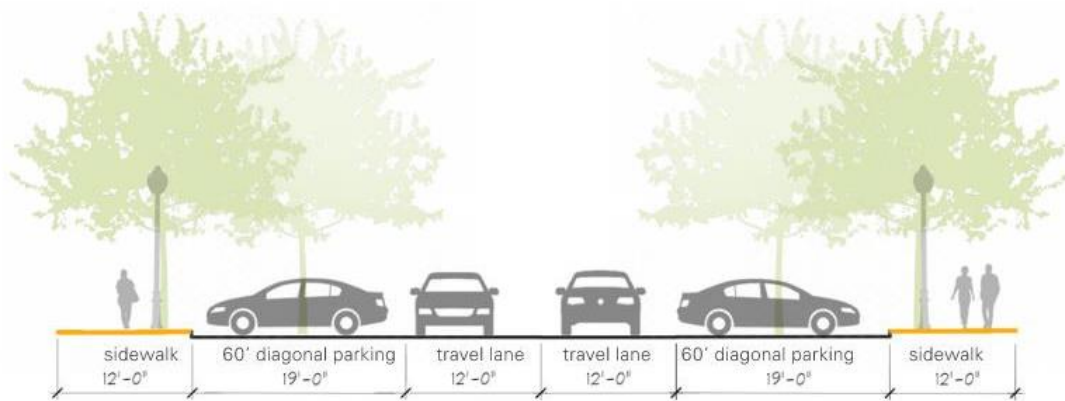 sidewalk 60' diagonal parking travel lane travel lane 60' diagonal parking sidewalk
12'-0" 19'-0" 12'-0" 12'-0" 19'-0" 12'-0"